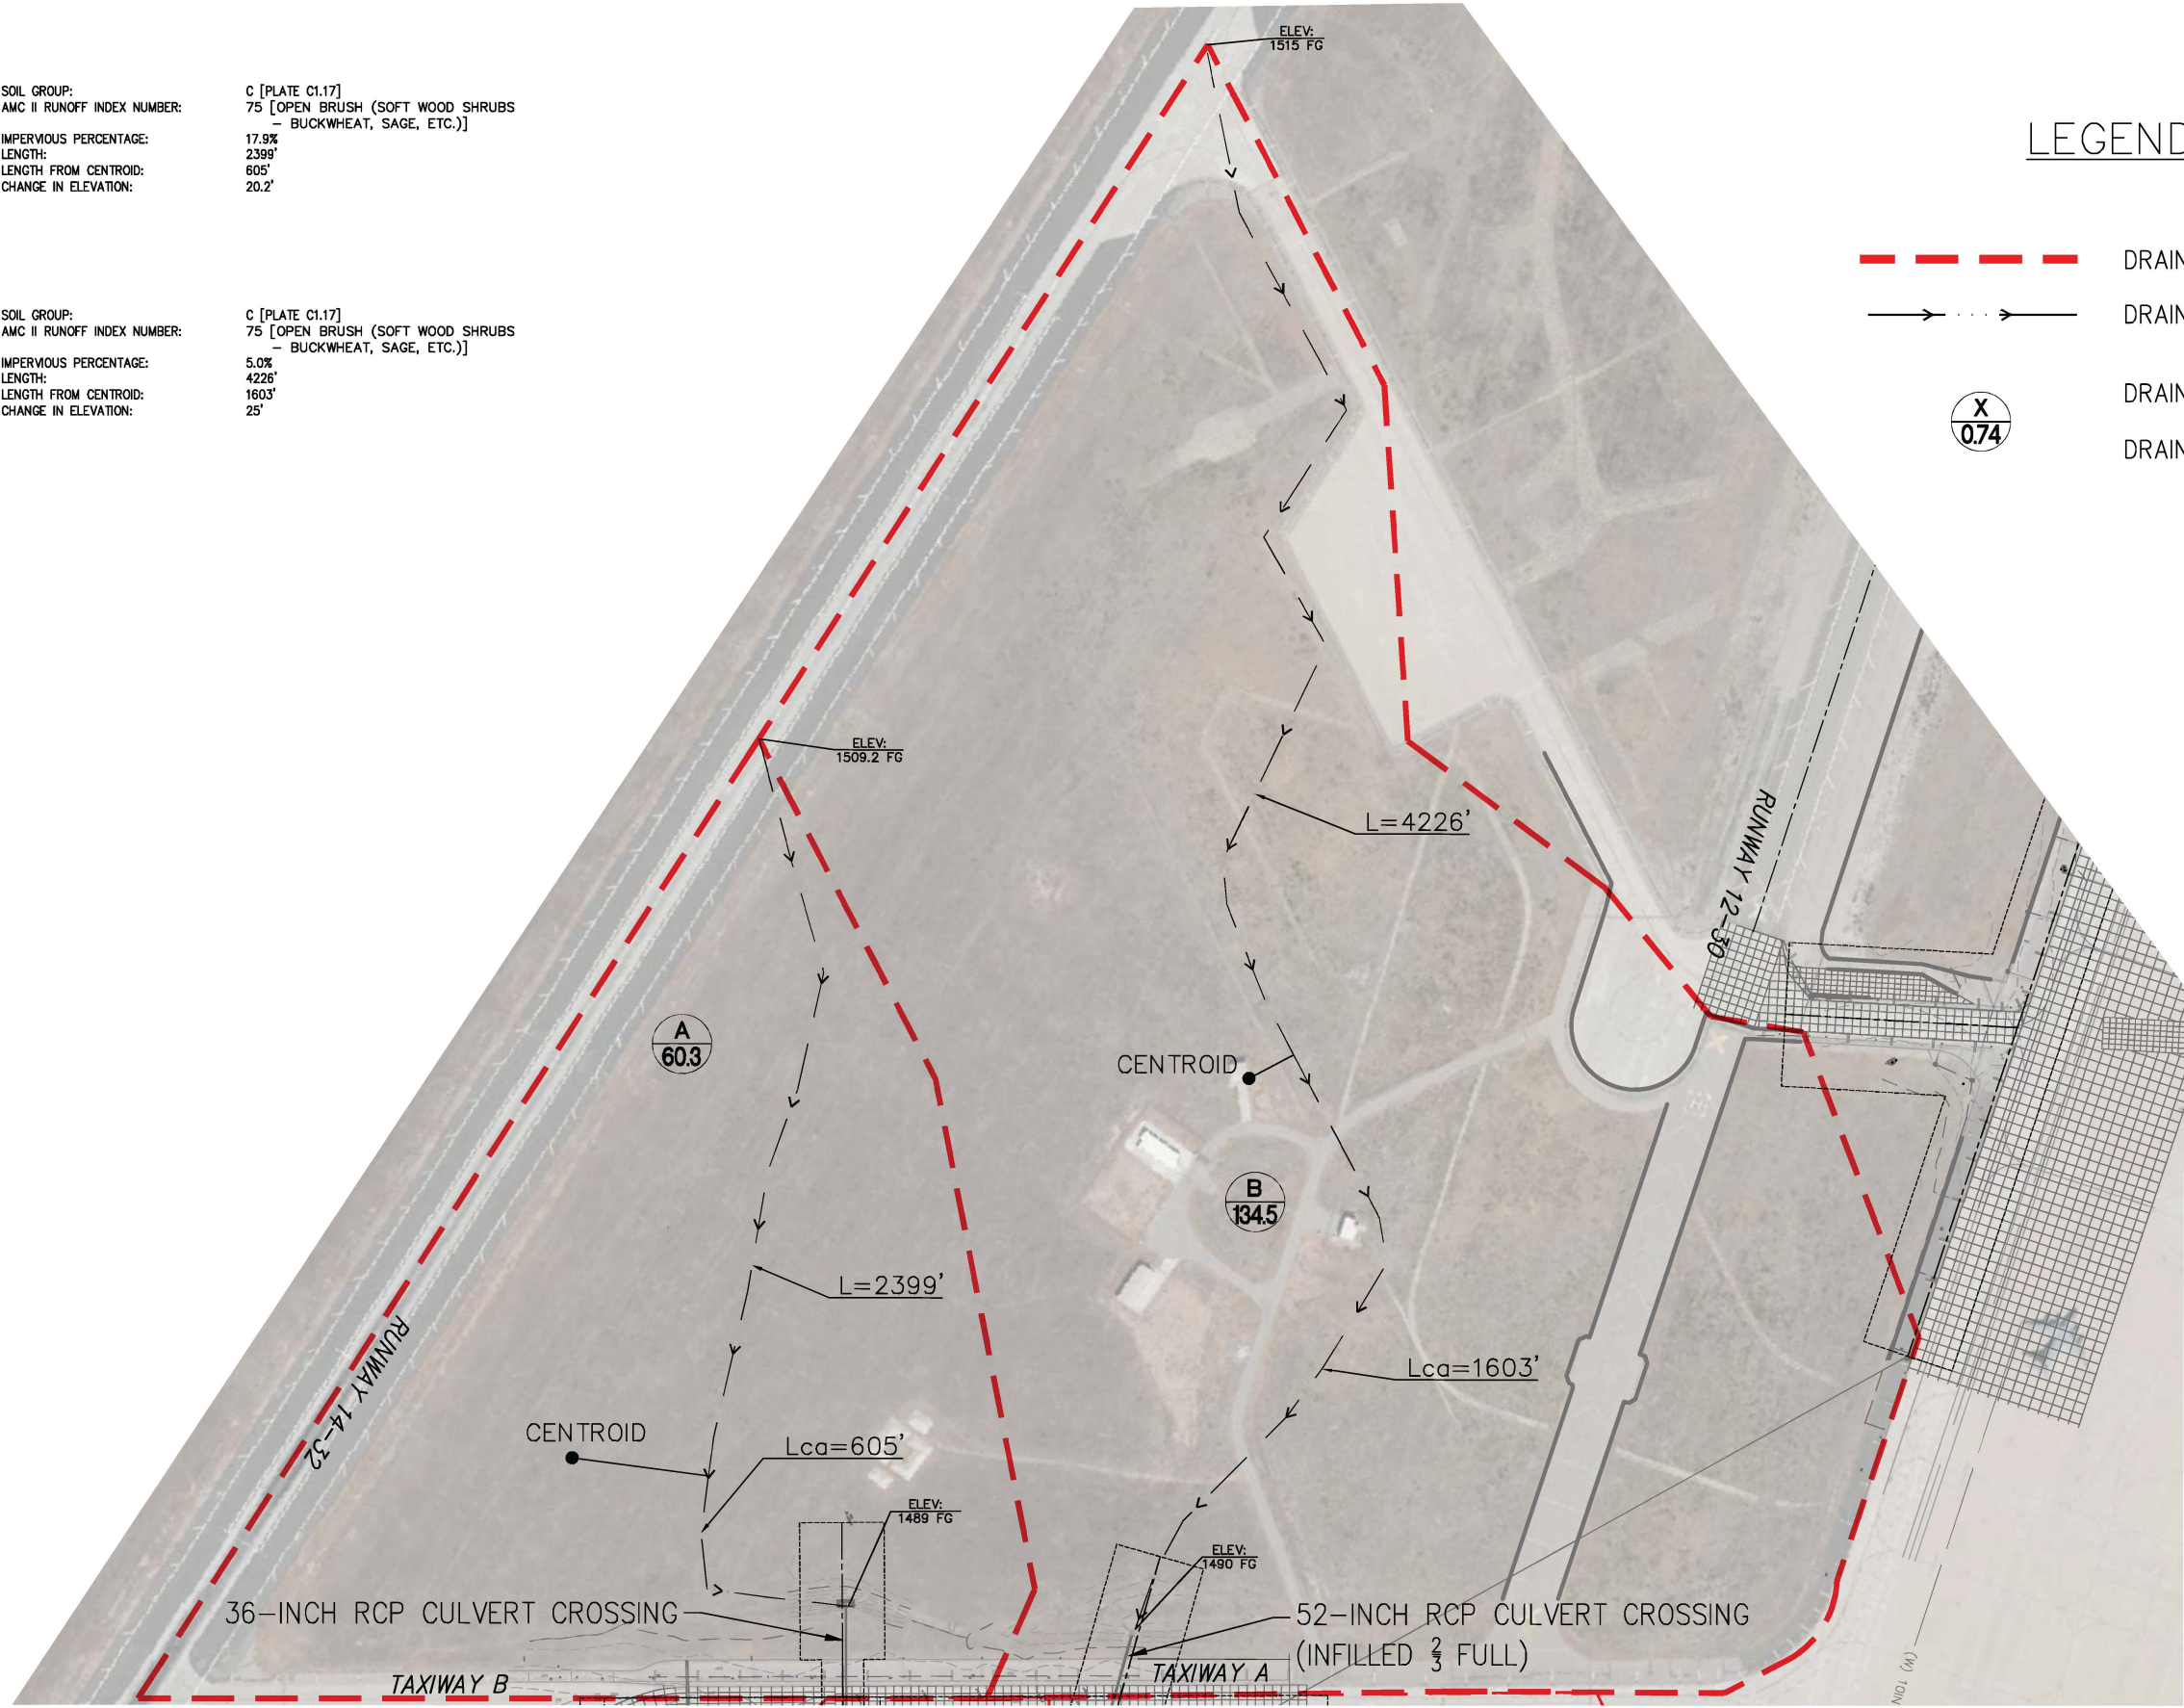 SOIL GROUP: C [PLATE C1.17]
AMC II RUNOFF INDEX NUMBER: 75 [OPEN BRUSH (SOFT WOOD SHRUBS
– BUCKWHEAT, SAGE, ETC.)]
IMPERVIOUS PERCENTAGE: 17.9%
LENGTH: 2399'
LENGTH FROM CENTROID: 605'
CHANGE IN ELEVATION: 20.2'
SOIL GROUP: C [PLATE C1.17]
AMC II RUNOFF INDEX NUMBER: 75 [OPEN BRUSH (SOFT WOOD SHRUBS
– BUCKWHEAT, SAGE, ETC.)]
IMPERVIOUS PERCENTAGE: 5.0%
LENGTH: 4226'
LENGTH FROM CENTROID: 1603'
CHANGE IN ELEVATION: 25'
LEGEND
DRAIN
DRAIN
X
0.74
DRAIN
DRAIN
ELEV:
1515 FG
ELEV:
1509.2 FG
L=4226'
RUNWAY 12-30
A
60.3
CENTROID
B
134.5
L=2399'
RUNWAY 14-32
Lca=1603'
CENTROID
Lca=605'
ELEV:
1489 FG
ELEV:
1490 FG
36-INCH RCP CULVERT CROSSING
52-INCH RCP CULVERT CROSSING
(INFILLED 2/3 FULL)
TAXIWAY B
TAXIWAY A